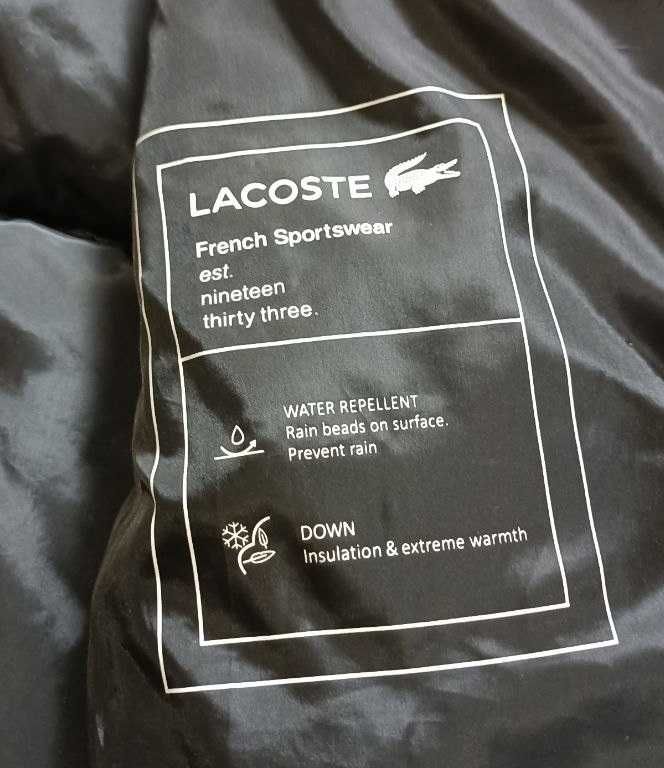 LACOSTE
French Sportswear
est.
nineteen
thirty three.
WATER REPELLENT
Rain beads on surface.
Prevent rain
DOWN
Insulation & extreme warmth